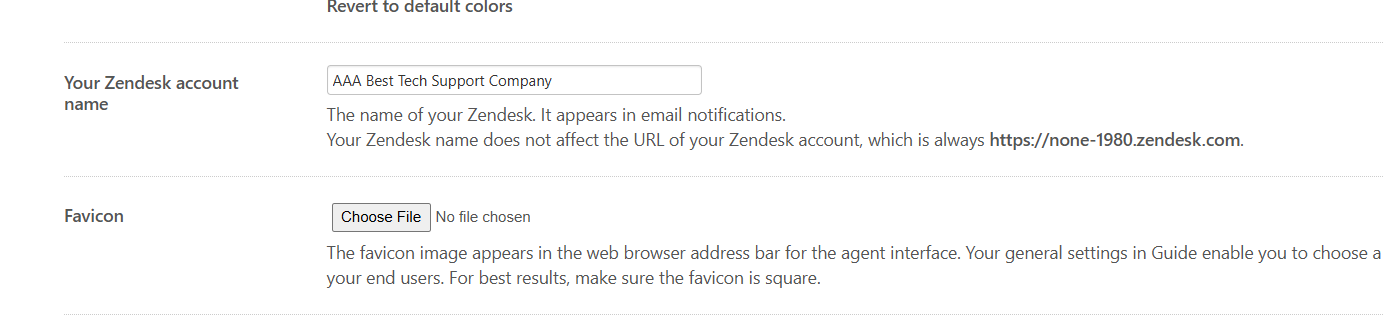 Revert to default colors
Your Zendesk account
name
AAA Best Tech Support Company
The name of your Zendesk. It appears in email notifications.
Your Zendesk name does not affect the URL of your Zendesk account, which is always https://none-1980.zendesk.com.
Favicon
Choose File No file chosen
The favicon image appears in the web browser address bar for the agent interface. Your general settings in Guide enable you to choose a
your end users. For best results, make sure the favicon is square.